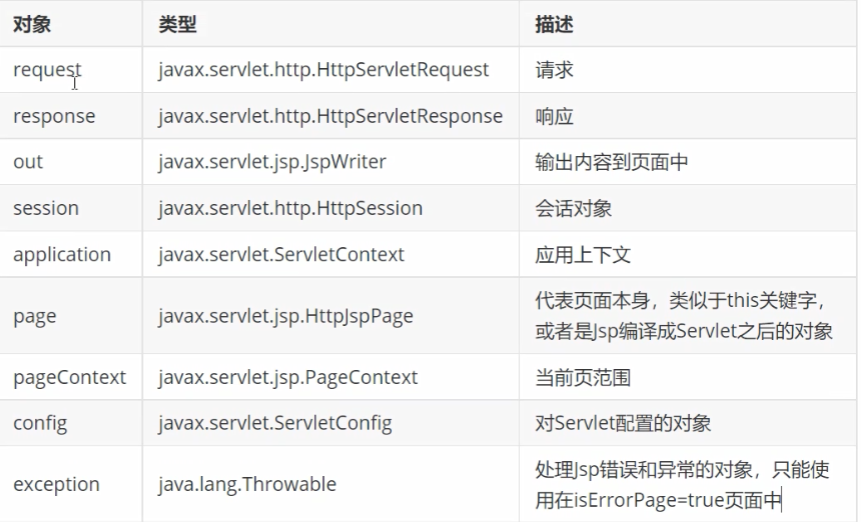 对象 类型 描述
request javax.servlet.http.HttpServletRequest 请求
response javax.servlet.http.HttpServletResponse 响应
out javax.servlet.jsp.JspWriter 输出内容到页面中
session javax.servlet.http.HttpSession 会话对象
application javax.servlet.ServletContext 应用上下文
page javax.servlet.jsp.HttpJspPage 代表页面本身，类似于this关键字，
或者是Jsp编译成Servlet之后的对象
pageContext javax.servlet.jsp.PageContext 当前页范围
config javax.servlet.ServletConfig 对Servlet配置的对象
exception java.lang.Throwable 处理Jsp错误和异常的对象，只能使
用在isErrorPage=true页面中